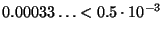 0.00033 . . . < 0.5 · 10⁻³